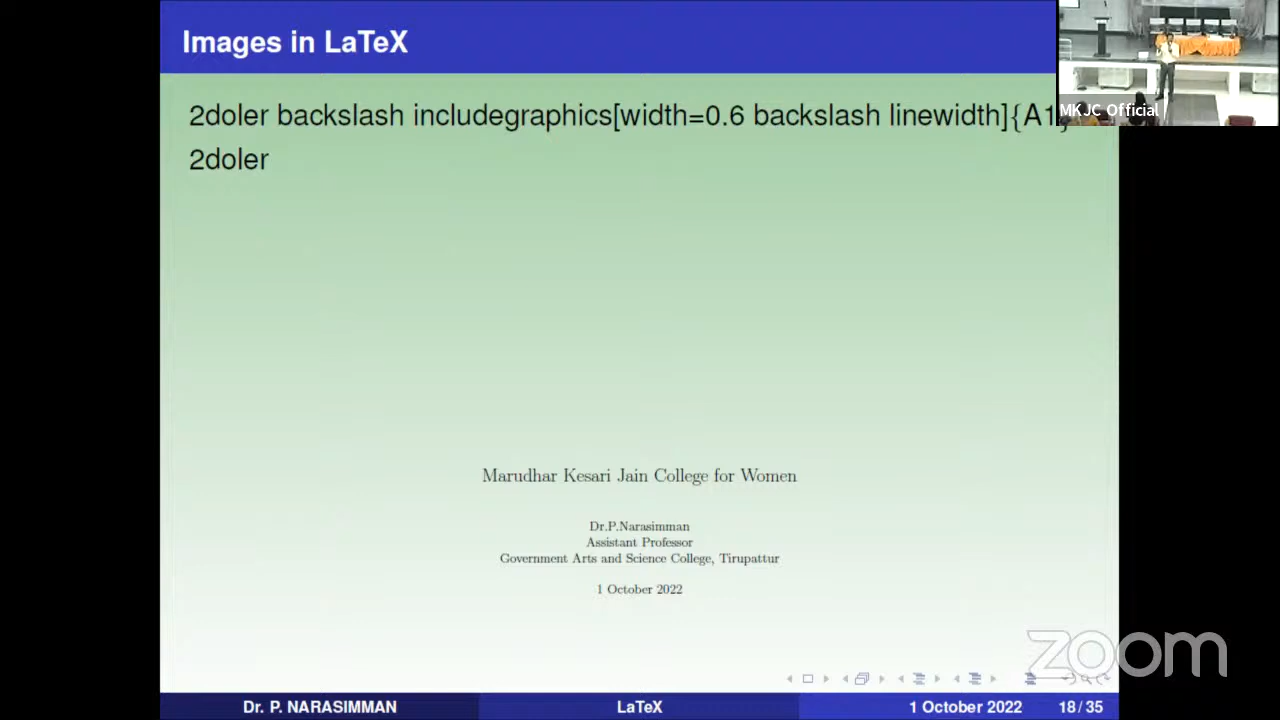 Images in LaTeX
MKJC Official
2doler backslash includegraphics[width=0.6 backslash linewidth]{A1}
2doler
Marudhar Kesari Jain College for Women
Dr.P.Narasimman
Assistant Professor
Government Arts and Science College, Tirupattur
1 October 2022
zoom
Dr. P. NARASIMMAN LaTeX 1 October 2022 18/35